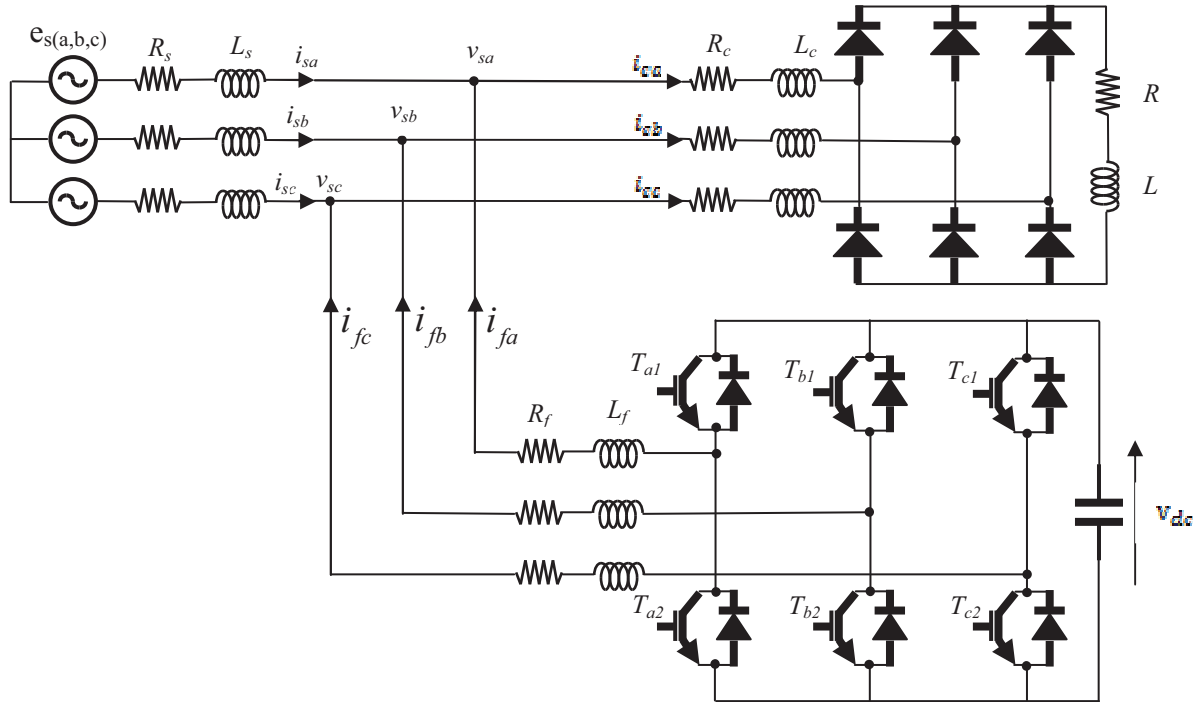 e_s(a,b,c)
R_s
L_s
i_sa
v_sa
R_c
L_c
i_ca
R
i_sb
v_sb
i_cb
L
i_sc
v_sc
i_cc
i_fc
i_fb
i_fa
T_a1
T_b1
T_c1
R_f
L_f
v_dc
T_a2
T_b2
T_c2